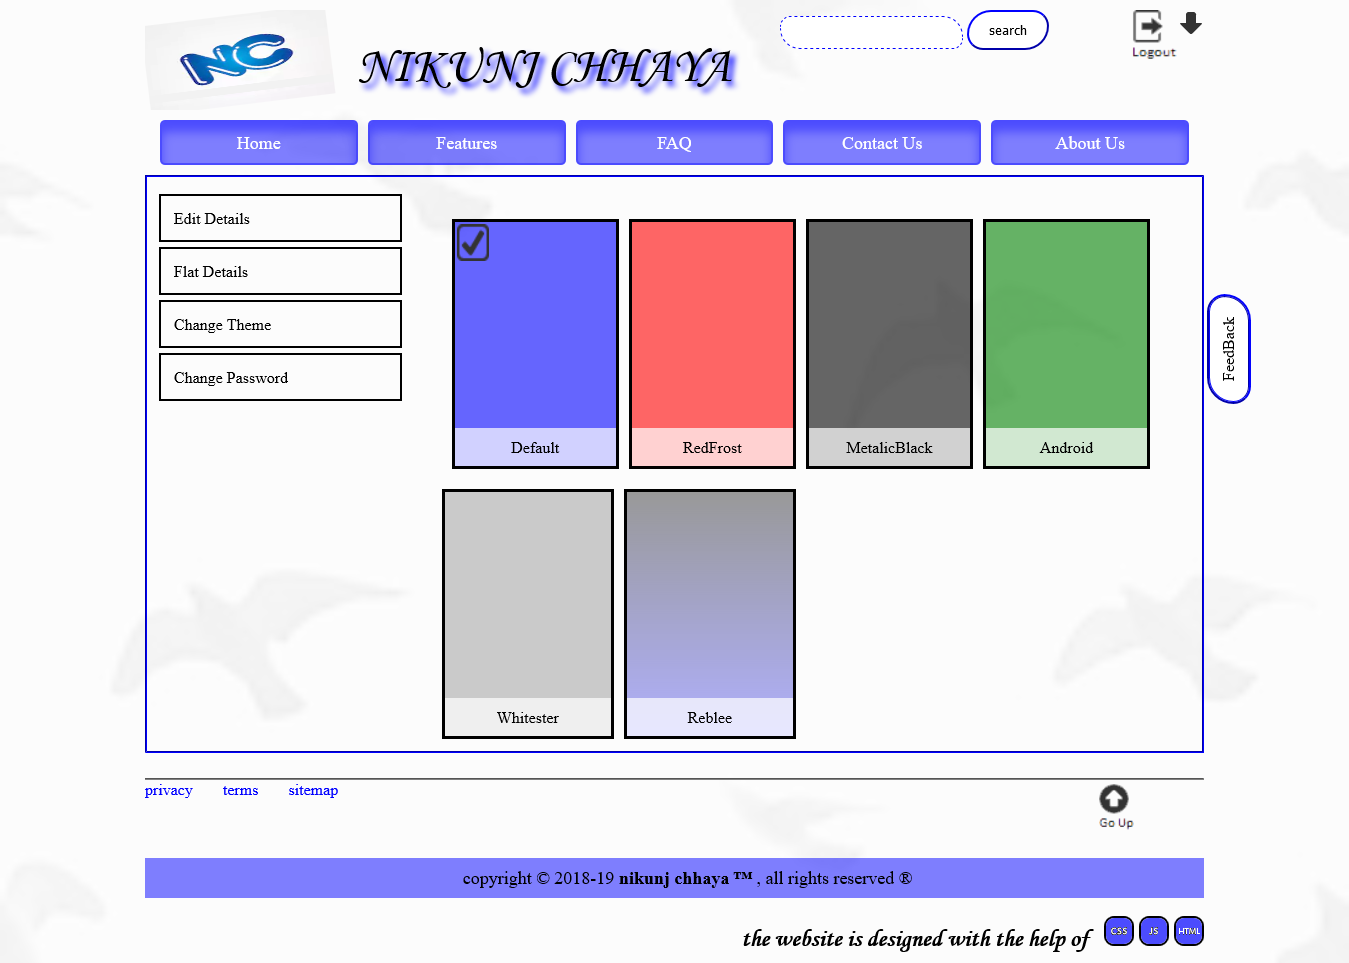 NC
NIKUNJ CHHAYA
search
Logout
Home Features FAQ Contact Us About Us
Edit Details
Flat Details
Change Theme
Change Password
Default RedFrost MetalicBlack Android
Whitester Reblee
FeedBack
privacy terms sitemap
Go Up
copyright © 2018-19 nikunj chhaya ™ , all rights reserved ®
the website is designed with the help of CSS JS HTML